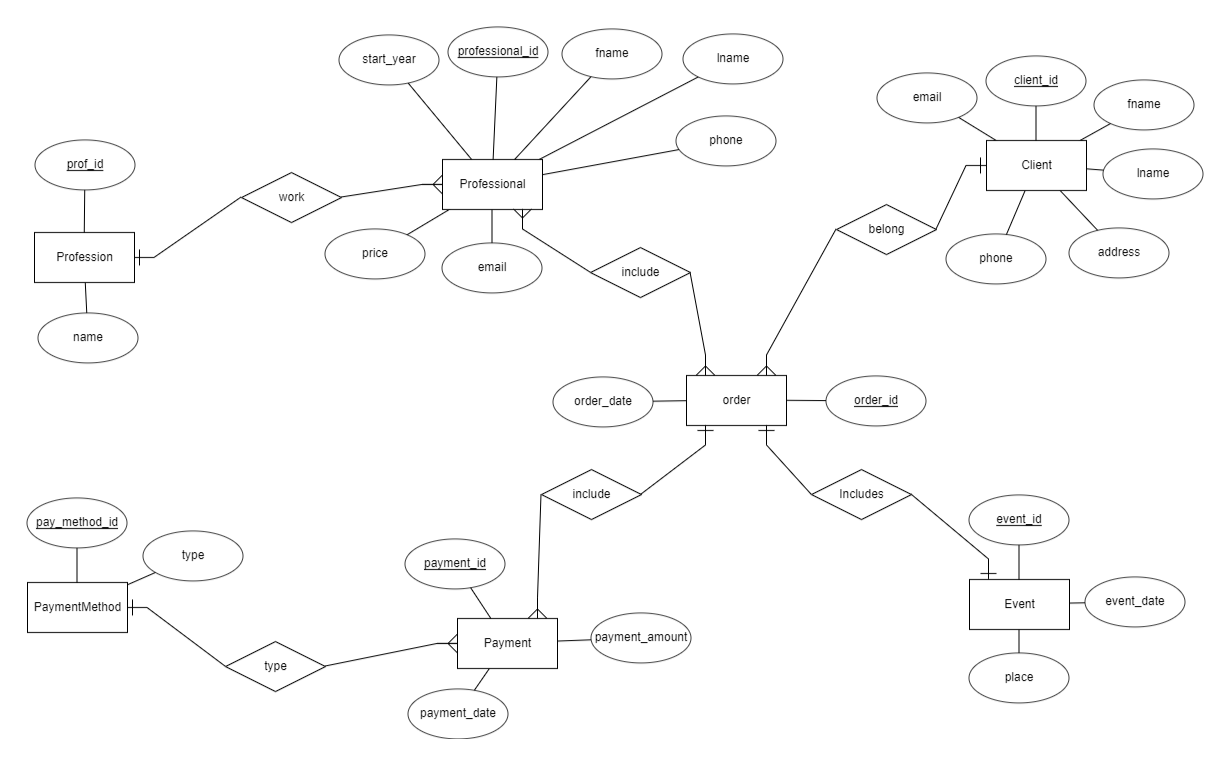 start_year
professional_id
fname
lname
phone
Professional
price
email
work
prof_id
Profession
name
include
email
client_id
fname
Client
lname
phone
address
belong
order_date
order
order_id
include
Includes
pay_method_id
type
PaymentMethod
type
payment_id
Payment
payment_amount
payment_date
event_id
Event
event_date
place